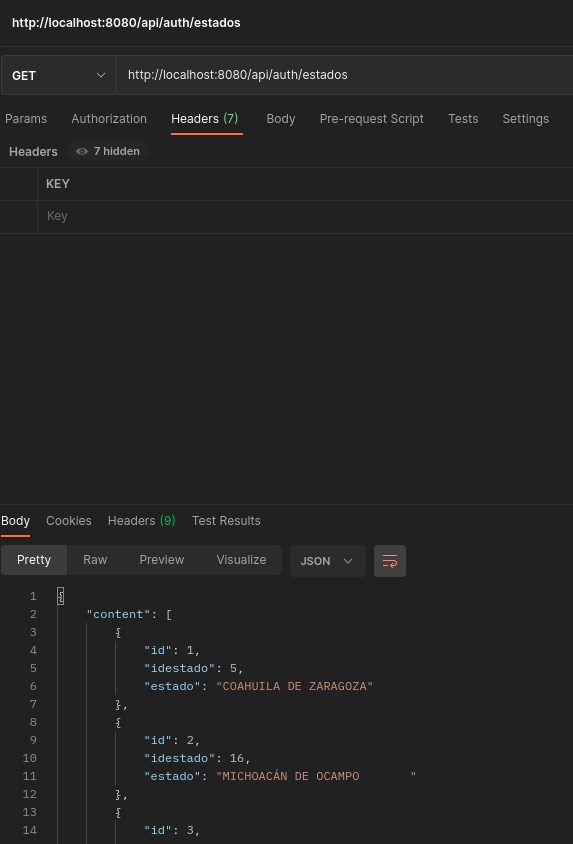 http://localhost:8080/api/auth/estados
GET http://localhost:8080/api/auth/estados
Params Authorization Headers (7) Body Pre-request Script Tests Settings
Headers 7 hidden
KEY
Key
Body Cookies Headers (9) Test Results
Pretty Raw Preview Visualize JSON
1 {
2 "content": [
3 {
4 "id": 1,
5 "idestado": 5,
6 "estado": "COAHUILA DE ZARAGOZA"
7 },
8 {
9 "id": 2,
10 "idestado": 16,
11 "estado": "MICHOACÁN DE OCAMPO       "
12 },
13 {
14 "id": 3,